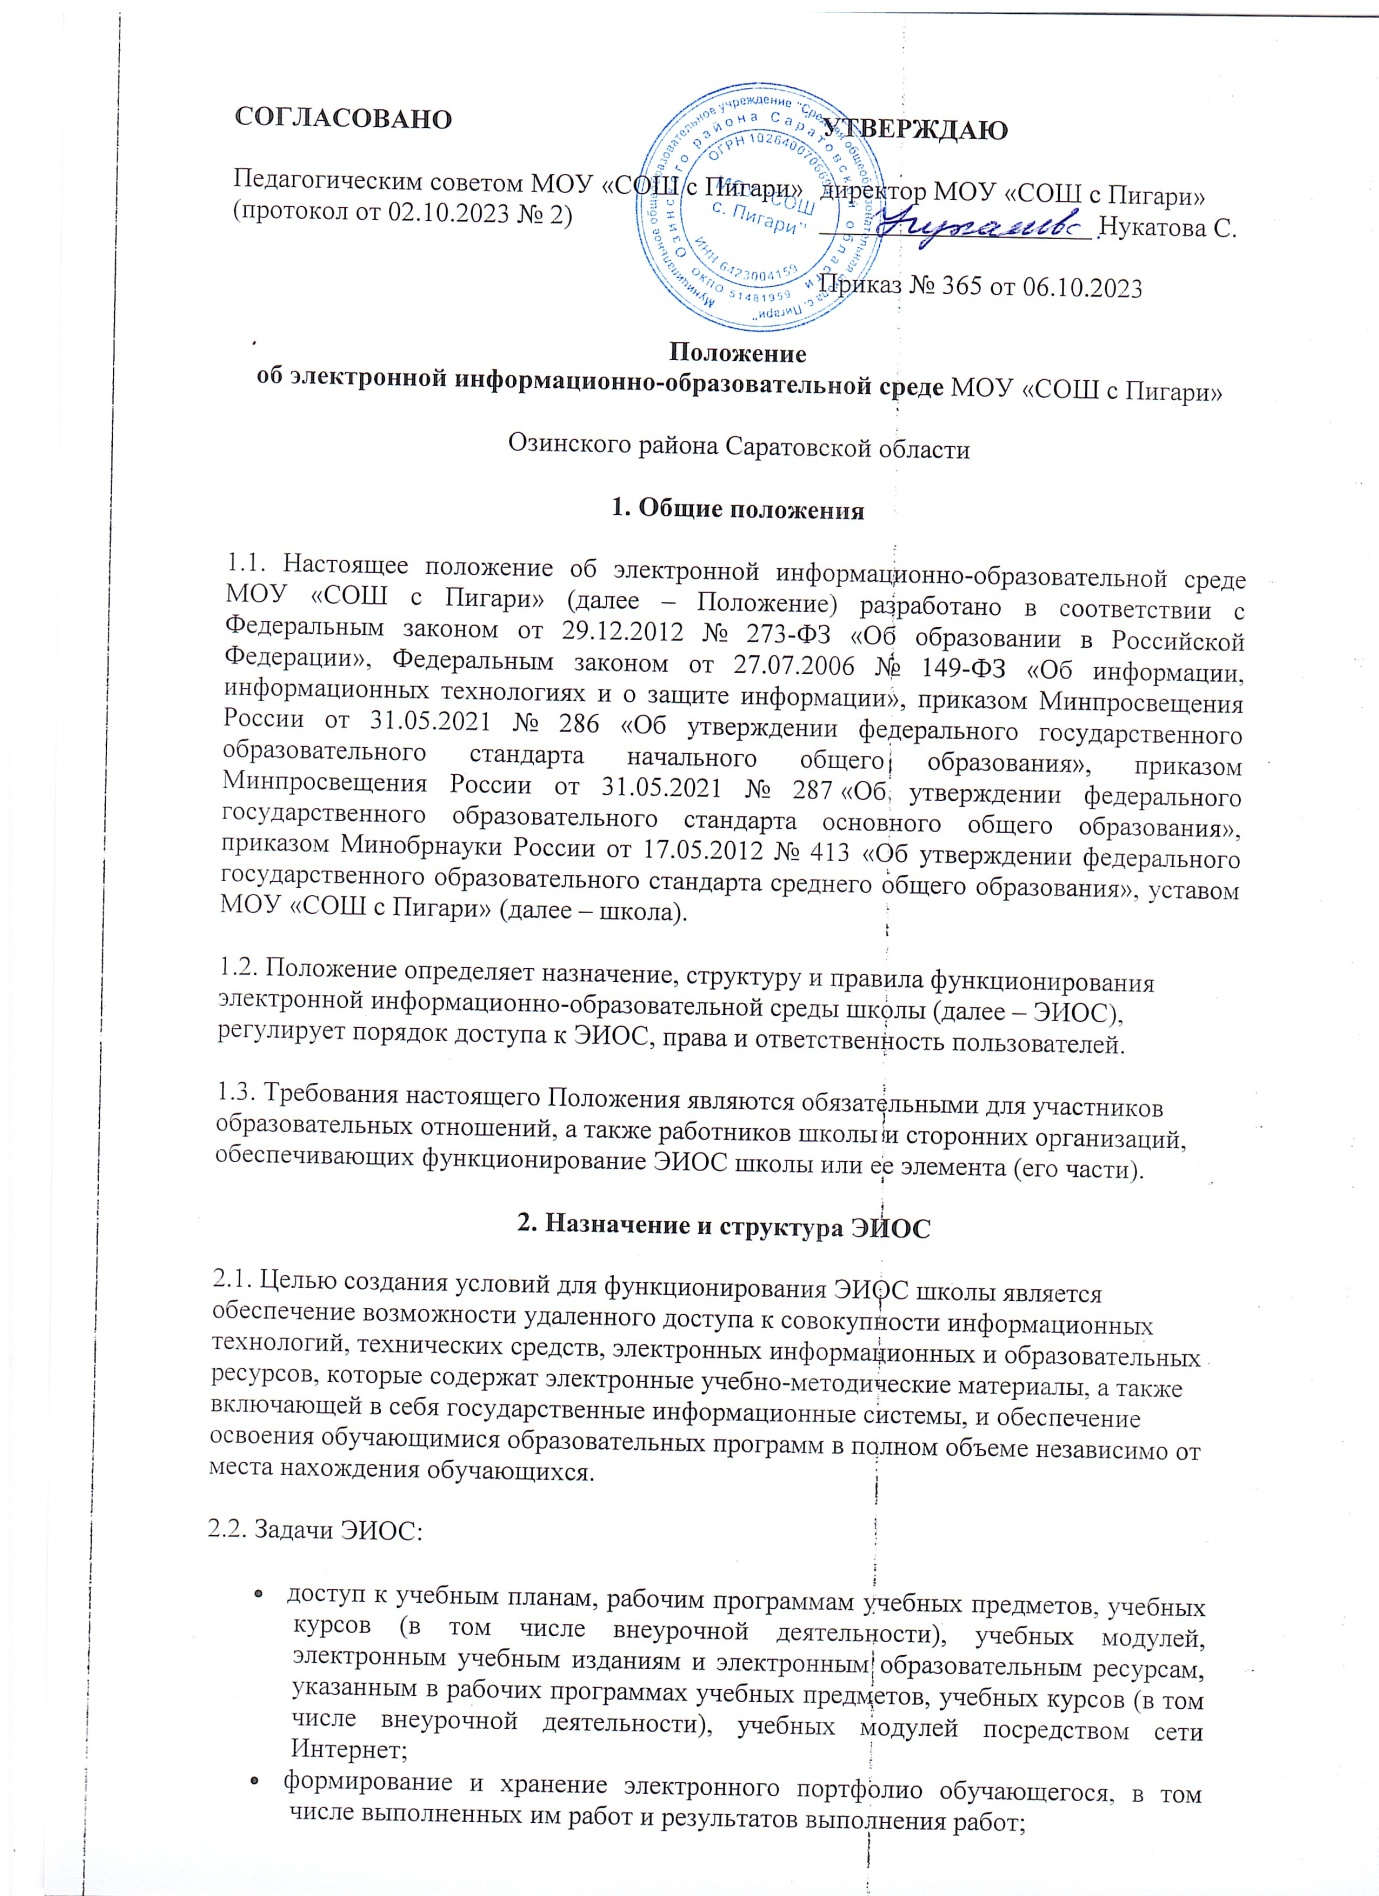 СОГЛАСОВАНО
УТВЕРЖДАЮ
Педагогическим советом МОУ «СОШ с Пигари»
директор МОУ «СОШ с Пигари»
(протокол от 02.10.2023 № 2)
Нукатова С.
Приказ № 365 от 06.10.2023
с. Пигари"
ИНН 6423004159
ОКПО 51481959
Положение
об электронной информационно-образовательной среде МОУ «СОШ с Пигари»
Озинского района Саратовской области
1. Общие положения
1.1. Настоящее положение об электронной информационно-образовательной среде
МОУ «СОШ с Пигари» (далее – Положение) разработано в соответствии с
Федеральным законом от 29.12.2012 № 273-ФЗ «Об образовании в Российской
Федерации», Федеральным законом от 27.07.2006 № 149-ФЗ «Об информации,
информационных технологиях и о защите информации», приказом Минпросвещения
России от 31.05.2021 № 286 «Об утверждении федерального государственного
образовательного стандарта начального общего образования», приказом
Минпросвещения России от 31.05.2021 № 287 «Об утверждении федерального
государственного образовательного стандарта основного общего образования»,
приказом Минобрнауки России от 17.05.2012 № 413 «Об утверждении федерального
государственного образовательного стандарта среднего общего образования», уставом
МОУ «СОШ с Пигари» (далее – школа).
1.2. Положение определяет назначение, структуру и правила функционирования
электронной информационно-образовательной среды школы (далее – ЭИОС),
регулирует порядок доступа к ЭИОС, права и ответственность пользователей.
1.3. Требования настоящего Положения являются обязательными для участников
образовательных отношений, а также работников школы и сторонних организаций,
обеспечивающих функционирование ЭИОС школы или ее элемента (его части).
2. Назначение и структура ЭИОС
2.1. Целью создания условий для функционирования ЭИОС школы является
обеспечение возможности удаленного доступа к совокупности информационных
технологий, технических средств, электронных информационных и образовательных
ресурсов, которые содержат электронные учебно-методические материалы, а также
включающей в себя государственные информационные системы, и обеспечение
освоения обучающимися образовательных программ в полном объеме независимо от
места нахождения обучающихся.
2.2. Задачи ЭИОС:
• доступ к учебным планам, рабочим программам учебных предметов, учебных
курсов (в том числе внеурочной деятельности), учебных модулей,
электронным учебным изданиям и электронным образовательным ресурсам,
указанным в рабочих программах учебных предметов, учебных курсов (в том
числе внеурочной деятельности), учебных модулей посредством сети
Интернет;
• формирование и хранение электронного портфолио обучающегося, в том
числе выполненных им работ и результатов выполнения работ;